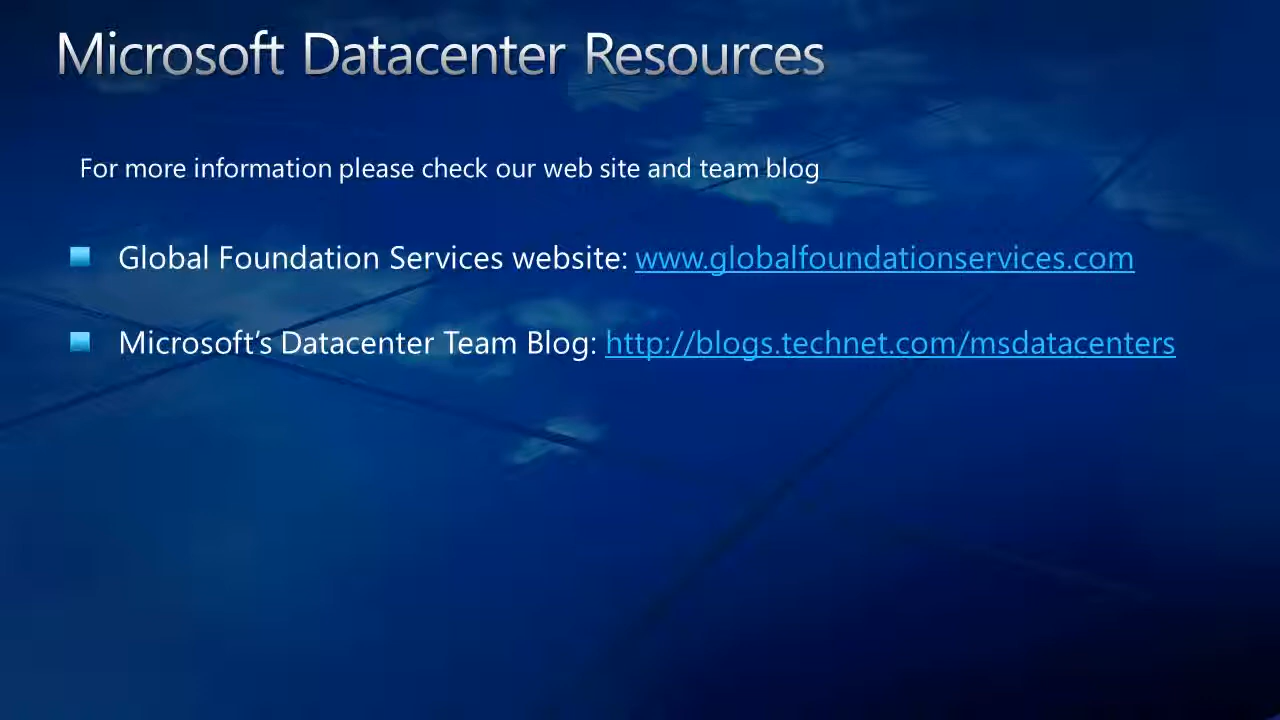 Microsoft Datacenter Resources
For more information please check our web site and team blog
Global Foundation Services website: www.globalfoundationservices.com
Microsoft’s Datacenter Team Blog: http://blogs.technet.com/msdatacenters